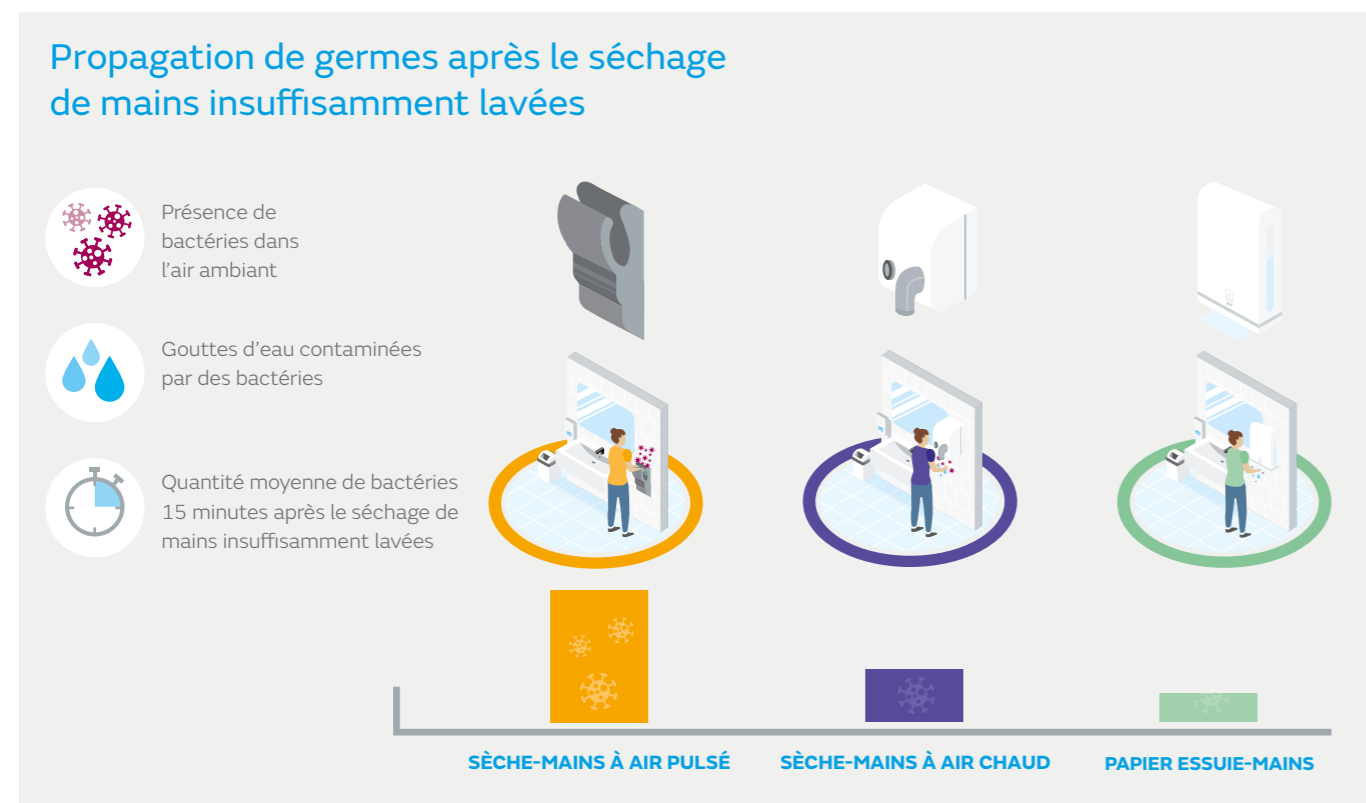 Propagation de germes après le séchage
de mains insuffisamment lavées
Présence de
bactéries dans
l'air ambiant
Gouttes d'eau contaminées
par des bactéries
Quantité moyenne de bactéries
15 minutes après le séchage de
mains insuffisamment lavées
SÈCHE-MAINS À AIR PULSÉ
SÈCHE-MAINS À AIR CHAUD
PAPIER ESSUIE-MAINS